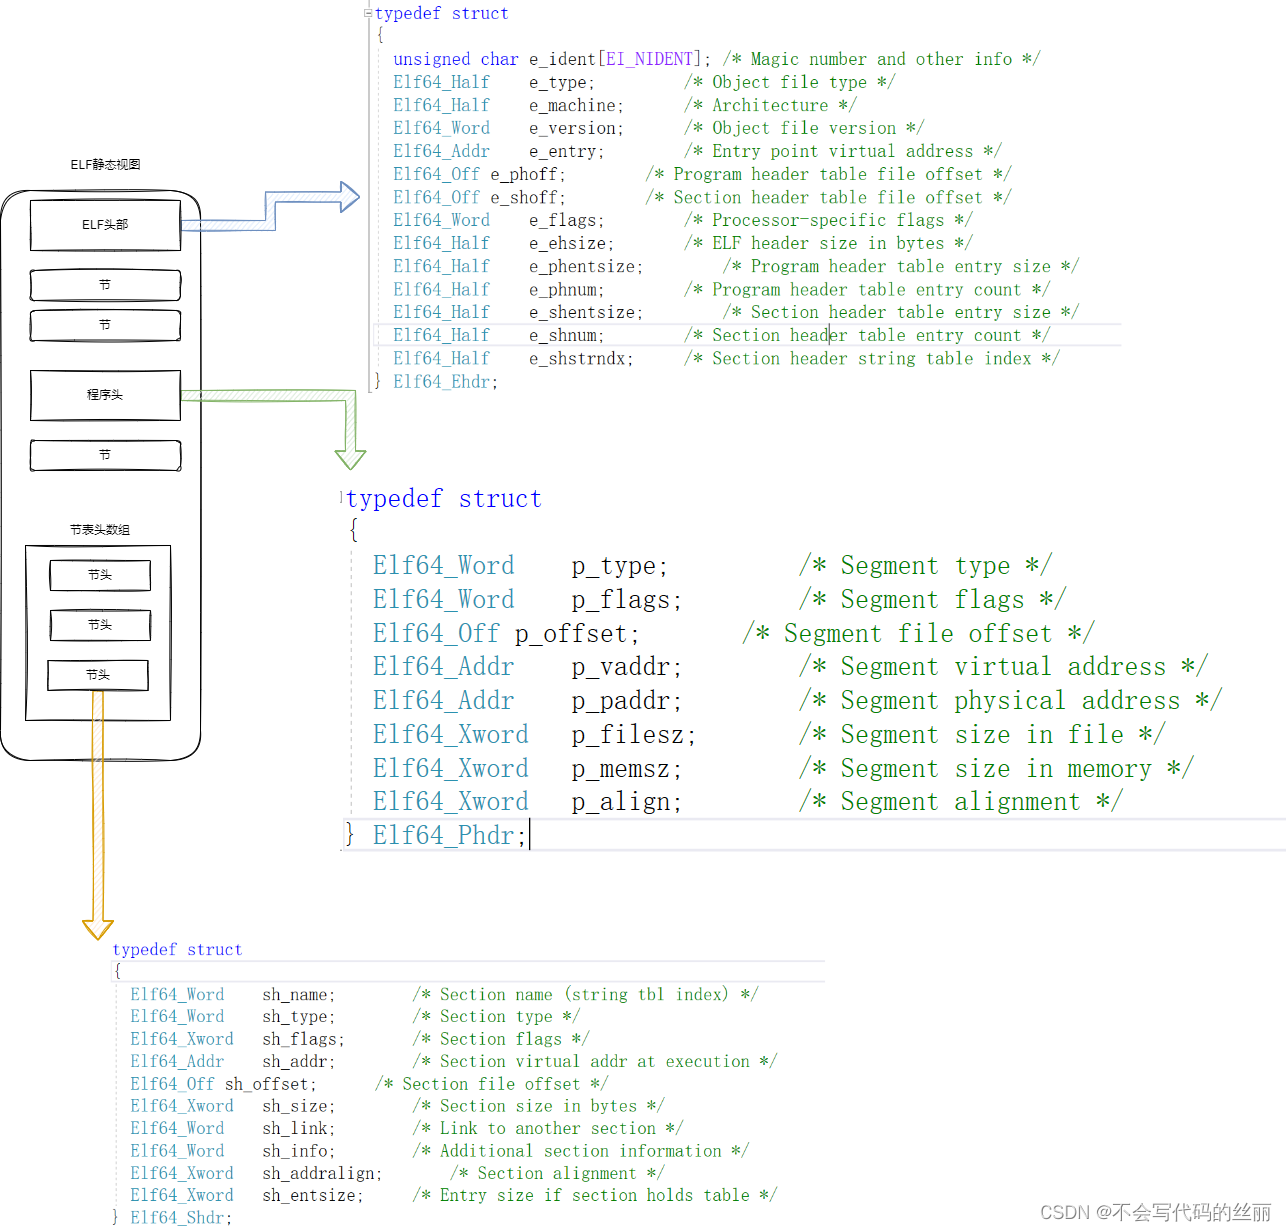 typedef struct
{
unsigned char e_ident[EI_NIDENT]; /* Magic number and other info */
Elf64_Half e_type; /* Object file type */
Elf64_Half e_machine; /* Architecture */
Elf64_Word e_version; /* Object file version */
Elf64_Addr e_entry; /* Entry point virtual address */
Elf64_Off e_phoff; /* Program header table file offset */
Elf64_Off e_shoff; /* Section header table file offset */
Elf64_Word e_flags; /* Processor-specific flags */
Elf64_Half e_ehsize; /* ELF header size in bytes */
Elf64_Half e_phentsize; /* Program header table entry size */
Elf64_Half e_phnum; /* Program header table entry count */
Elf64_Half e_shentsize; /* Section header table entry size */
Elf64_Half e_shnum; /* Section header table entry count */
Elf64_Half e_shstrndx; /* Section header string table index */
} Elf64_Ehdr;
ELF静态视图
ELF头部
节
节
程序头
节
节表头数组
节头
节头
节头
typedef struct
{
Elf64_Word p_type; /* Segment type */
Elf64_Word p_flags; /* Segment flags */
Elf64_Off p_offset; /* Segment file offset */
Elf64_Addr p_vaddr; /* Segment virtual address */
Elf64_Addr p_paddr; /* Segment physical address */
Elf64_Xword p_filesz; /* Segment size in file */
Elf64_Xword p_memsz; /* Segment size in memory */
Elf64_Xword p_align; /* Segment alignment */
} Elf64_Phdr;
typedef struct
{
Elf64_Word sh_name; /* Section name (string tbl index) */
Elf64_Word sh_type; /* Section type */
Elf64_Xword sh_flags; /* Section flags */
Elf64_Addr sh_addr; /* Section virtual addr at execution */
Elf64_Off sh_offset; /* Section file offset */
Elf64_Xword sh_size; /* Section size in bytes */
Elf64_Word sh_link; /* Link to another section */
Elf64_Word sh_info; /* Additional section information */
Elf64_Xword sh_addralign; /* Section alignment */
Elf64_Xword sh_entsize; /* Entry size if section holds table */
} Elf64_Shdr;
CSDN @不会写代码的丝丽